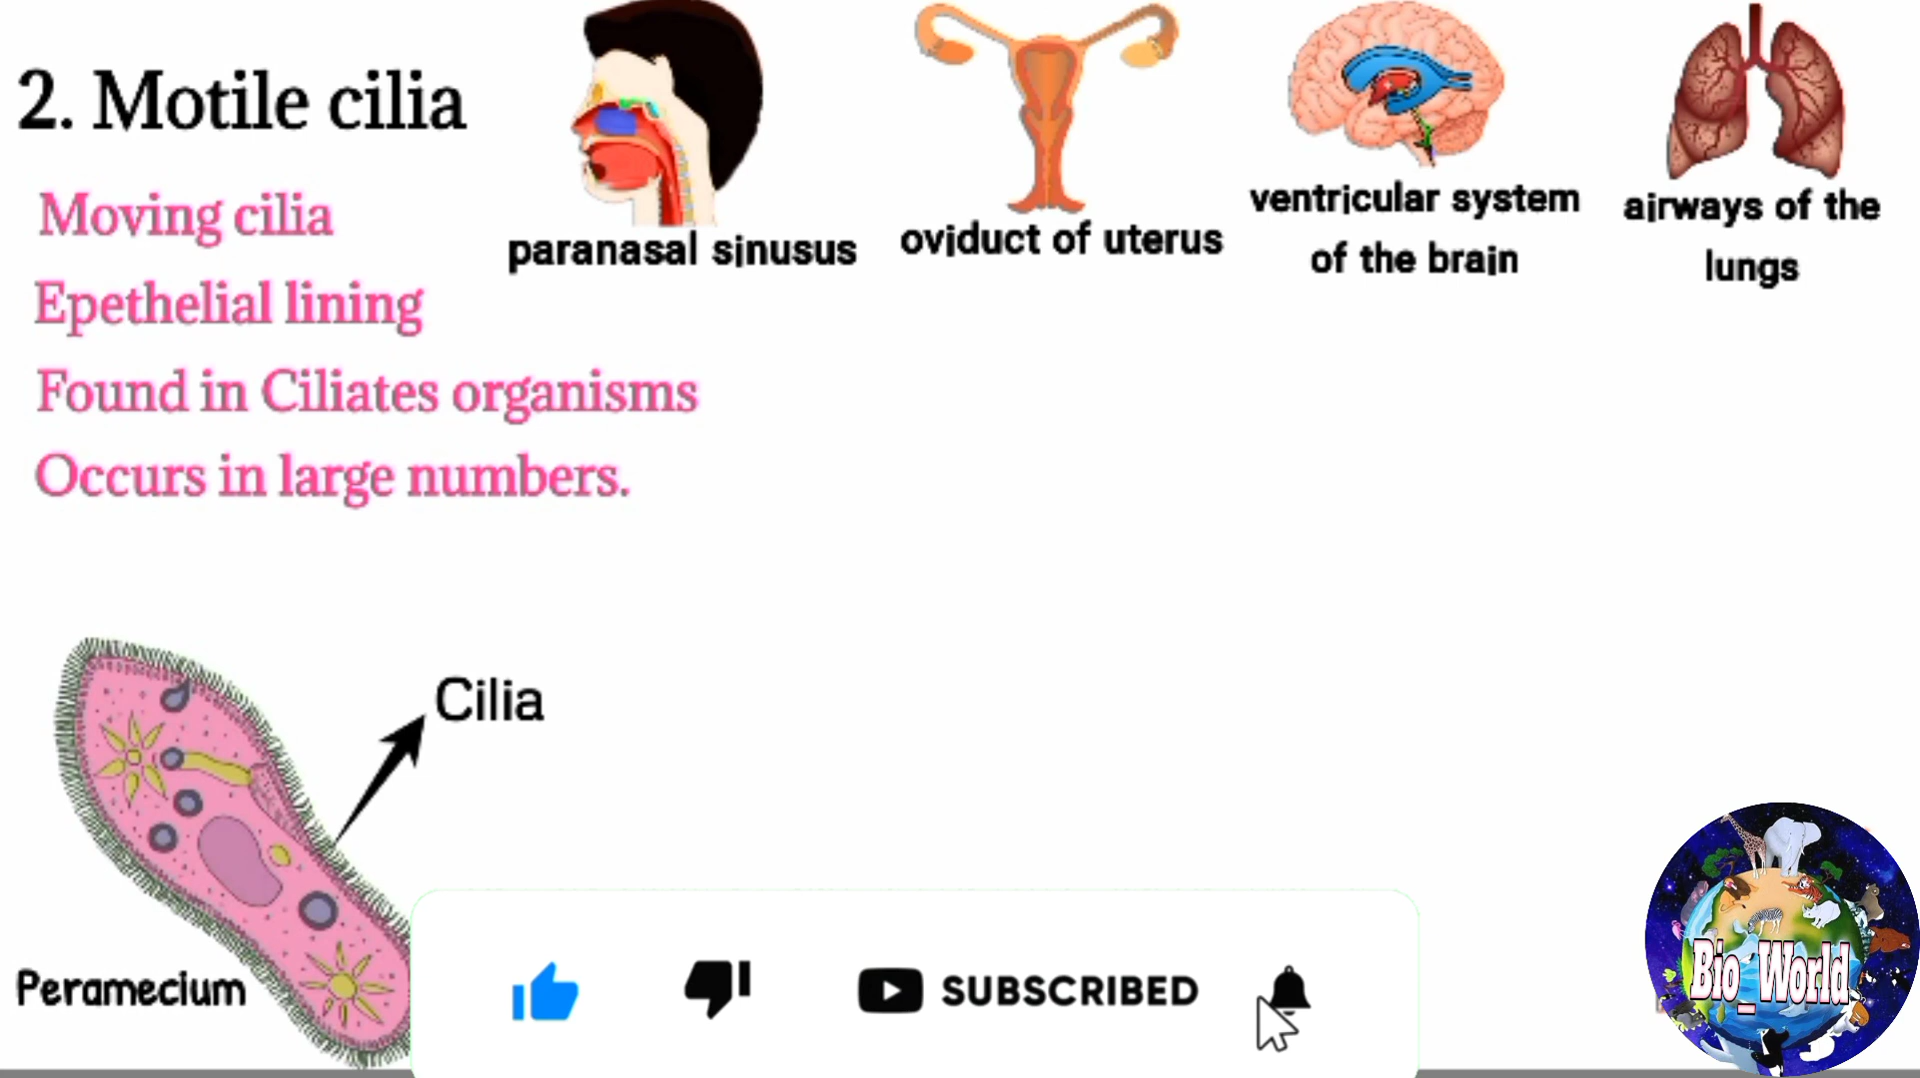 2. Motile cilia
Moving cilia
Epethelial lining
Found in Ciliates organisms
Occurs in large numbers.
paranasal sinusus
oviduct of uterus
ventricular system
of the brain
airways of the
lungs
Cilia
Peramecium
SUBSCRIBED
Bio_World